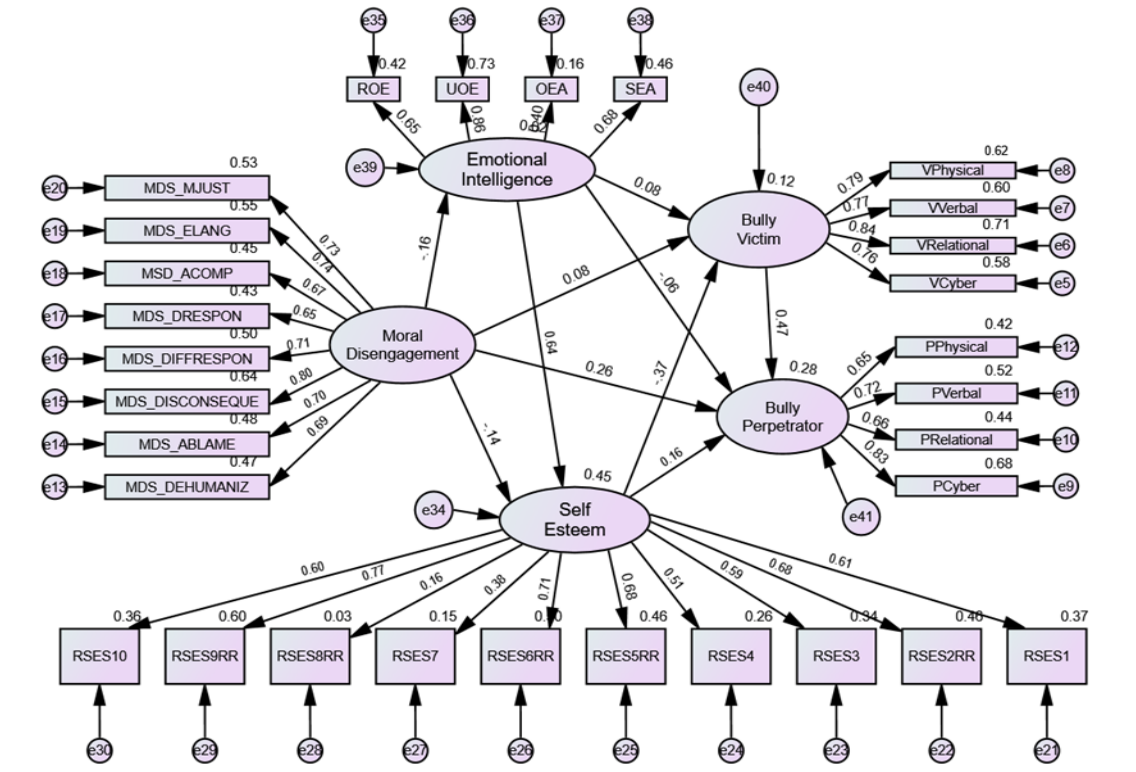 e35 e36 e37 e38
0.42 0.73 0.16 0.46
ROE UOE OEA SEA
e40
0.65 0.86 0.68
e39
Emotional
Intelligence
0.53
e20 MDS_MJUST
0.55
e19 MDS_ELANG
0.45
e18 MSD_ACOMP
0.43
e17 MDS_DRESPON
0.50
e16 MDS_DIFFRESPON
0.64
e15 MDS_DISCONSEQUE
0.48
e14 MDS_ABLAME
0.47
e13 MDS_DEHUMANIZ
0.73
0.74
0.67
0.65
0.71
0.80
0.70
0.69
Moral
Disengagement
-.16
0.08
0.08
-.06
0.64
0.26
-.37
0.47
-.14
0.16
0.12
Bully
Victim
0.79
0.77
0.84
0.76
0.62
VPhysical e8
0.60
VVerbal e7
0.71
VRelational e6
0.58
VCyber e5
0.28
Bully
Perpetrator
0.65
0.72
0.66
0.83
0.42
PPhysical e12
0.52
PVerbal e11
0.44
PRelational e10
0.68
PCyber e9
e41
e34
0.45
Self
Esteem
0.60 0.77 0.16 0.38 0.71 0.68 0.51 0.59 0.68 0.61
0.36 0.60 0.03 0.15 0.46 0.26 0.34 0.46 0.37
RSES10 RSES9RR RSES8RR RSES7 RSES6RR RSES5RR RSES4 RSES3 RSES2RR RSES1
e30 e29 e28 e27 e26 e25 e24 e23 e22 e21